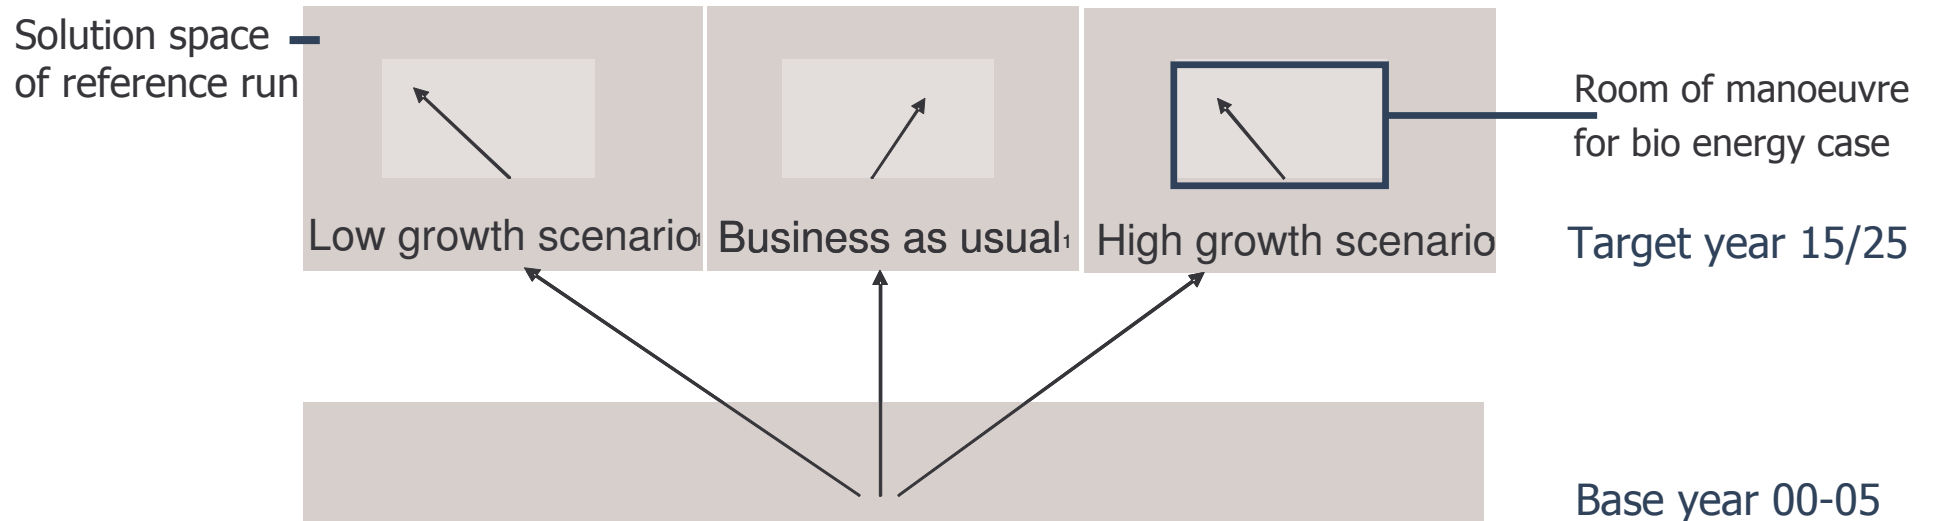 Solution space
of reference run
Room of manoeuvre
for bio energy case
Low growth scenario
Business as usual1
High growth scenario
Target year 15/25
Base year 00-05